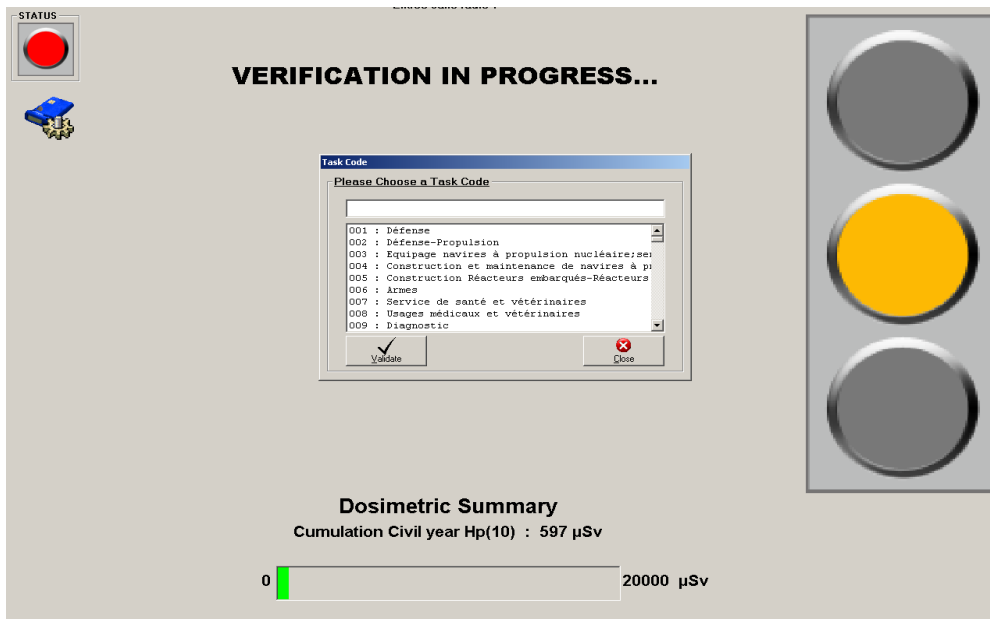 STATUS
VERIFICATION IN PROGRESS...
Task Code
Please Choose a Task Code
001 : Défense
002 : Défense-Propulsion
003 : Equipage navires à propulsion nucléaire;ser
004 : Construction et maintenance de navires à pr
005 : Construction Réacteurs embarqués-Réacteurs
006 : Armes
007 : Service de santé et vétérinaires
008 : Usages médicaux et vétérinaires
009 : Diagnostic
Validate
Close
Dosimetric Summary
Cumulation Civil year Hp(10) : 597 µSv
0
20000 µSv